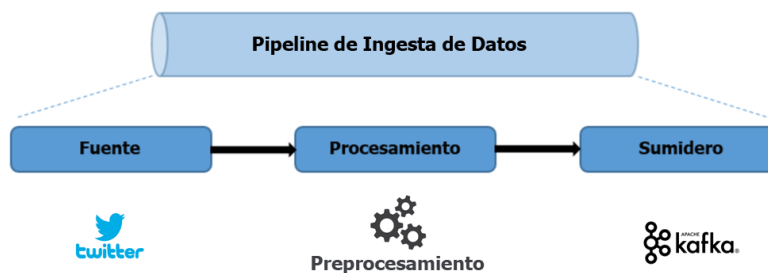 Pipeline de Ingesta de Datos
Fuente
Procesamiento
Sumidero
twitter
Preprocesamiento
APACHE
kafka®